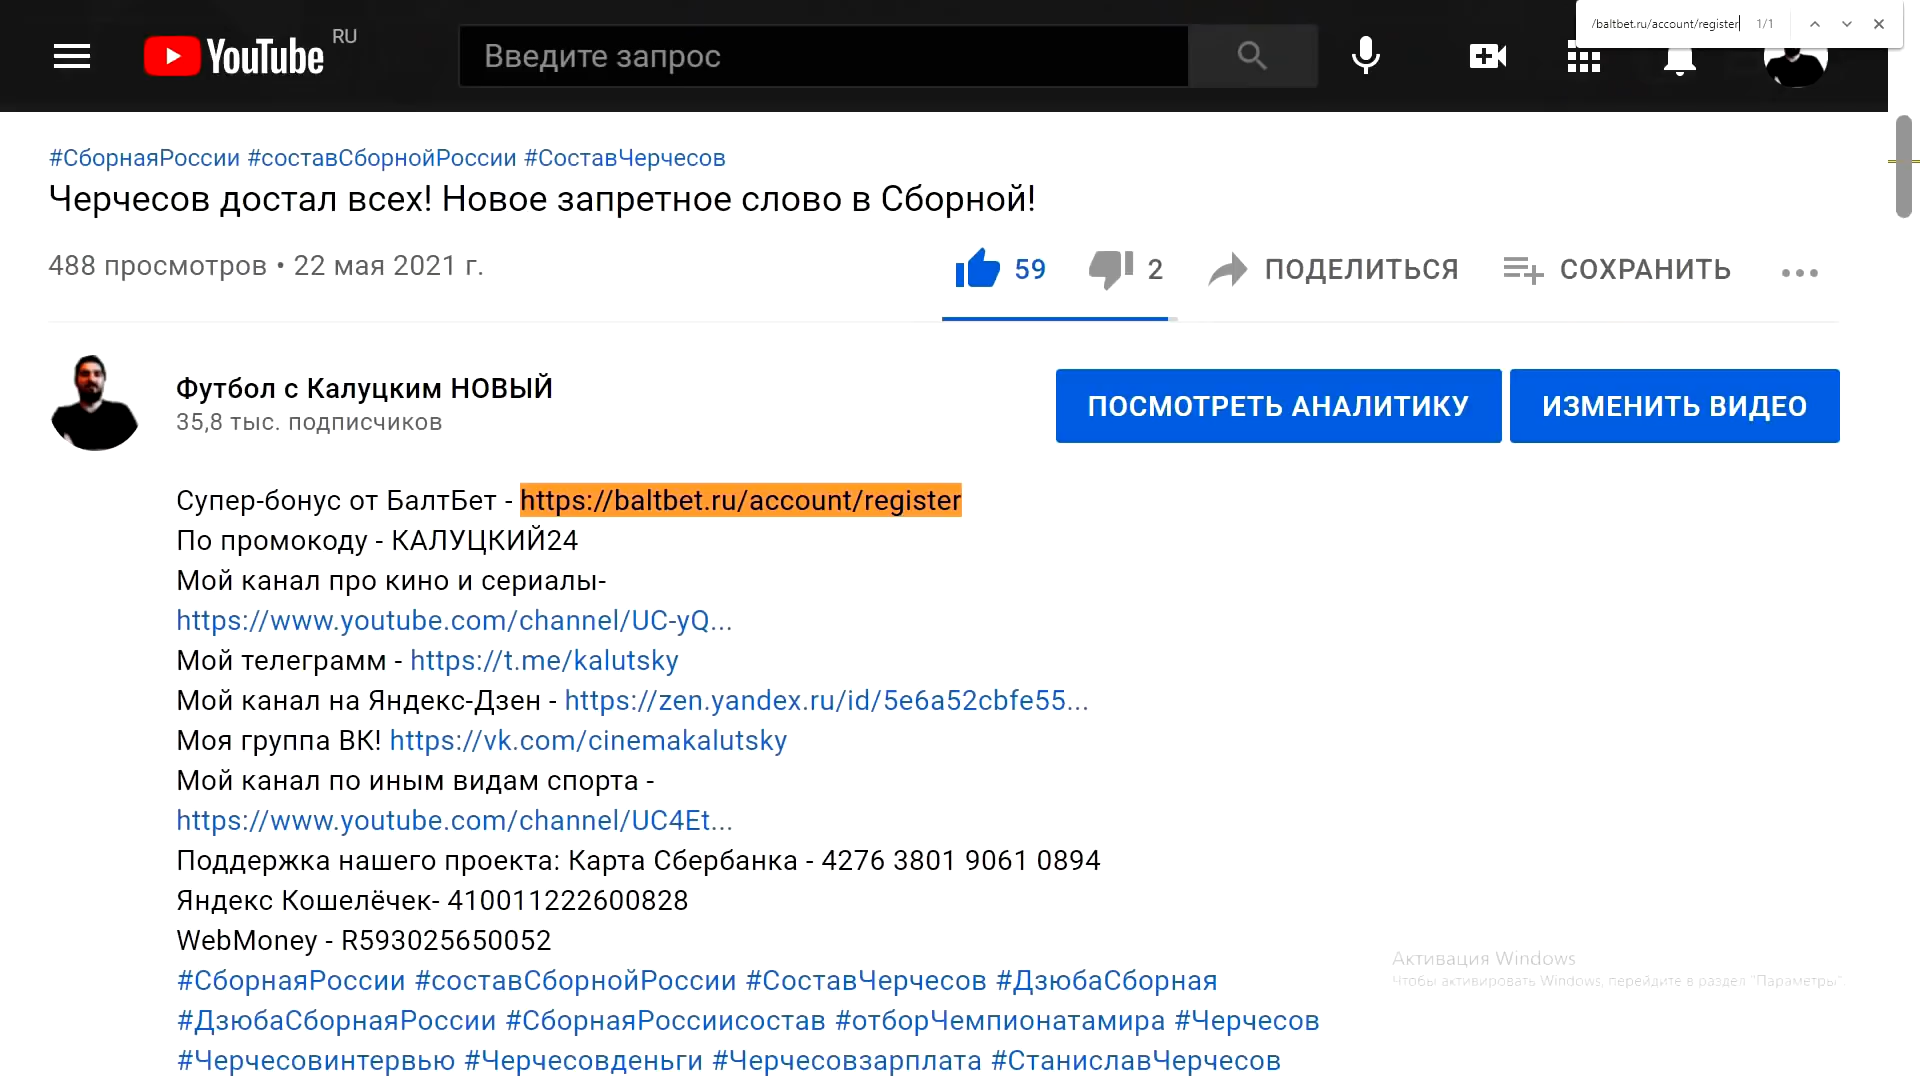 /baltbet.ru/account/register 1/1
YouTube RU
Введите запрос
#СборнаяРоссии #составСборнойРоссии #СоставЧерчесов
Черчесов достал всех! Новое запретное слово в Сборной!
488 просмотров • 22 мая 2021 г.
59 2 ПОДЕЛИТЬСЯ СОХРАНИТЬ
Футбол с Калуцким НОВЫЙ
35,8 тыс. подписчиков
ПОСМОТРЕТЬ АНАЛИТИКУ ИЗМЕНИТЬ ВИДЕО
Супер-бонус от БалтБет - https://baltbet.ru/account/register
По промокоду - КАЛУЦКИЙ24
Мой канал про кино и сериалы-
https://www.youtube.com/channel/UC-yQ...
Мой телеграмм - https://t.me/kalutsky
Мой канал на Яндекс-Дзен - https://zen.yandex.ru/id/5e6a52cbfe55...
Моя группа ВК! https://vk.com/cinemakalutsky
Мой канал по иным видам спорта -
https://www.youtube.com/channel/UC4Et...
Поддержка нашего проекта: Карта Сбербанка - 4276 3801 9061 0894
Яндекс Кошелёчек- 410011222600828
WebMoney - R593025650052
#СборнаяРоссии #составСборнойРоссии #СоставЧерчесов #ДзюбаСборная
#ДзюбаСборнаяРоссии #СборнаяРоссиисостав #отборЧемпионатамира #Черчесов
#Черчесовинтервью #Черчесовденьги #Черчесовзарплата #СтаниславЧерчесов
Активация Windows
Чтобы активировать Windows, перейдите в раздел "Параметры".